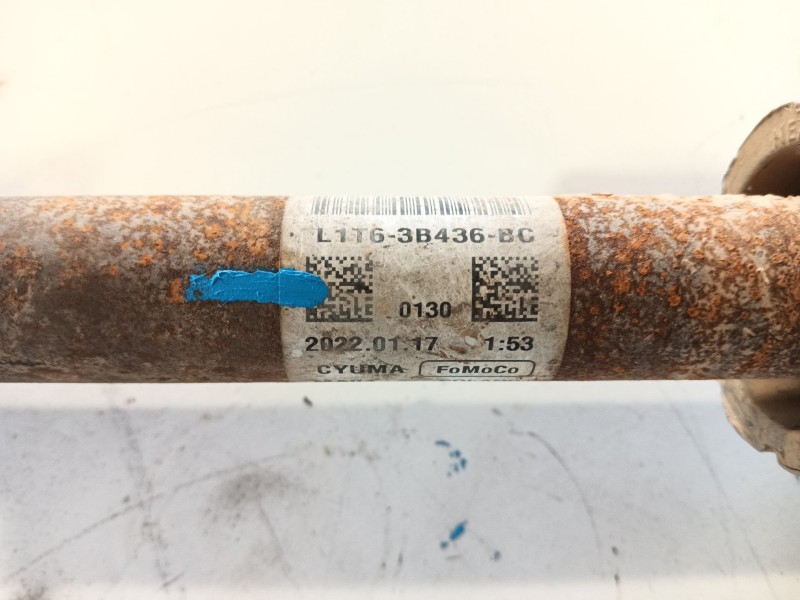 L1T6-3B436-BC
0130
2022.01.17 1:53
CYUMA FoMoCo